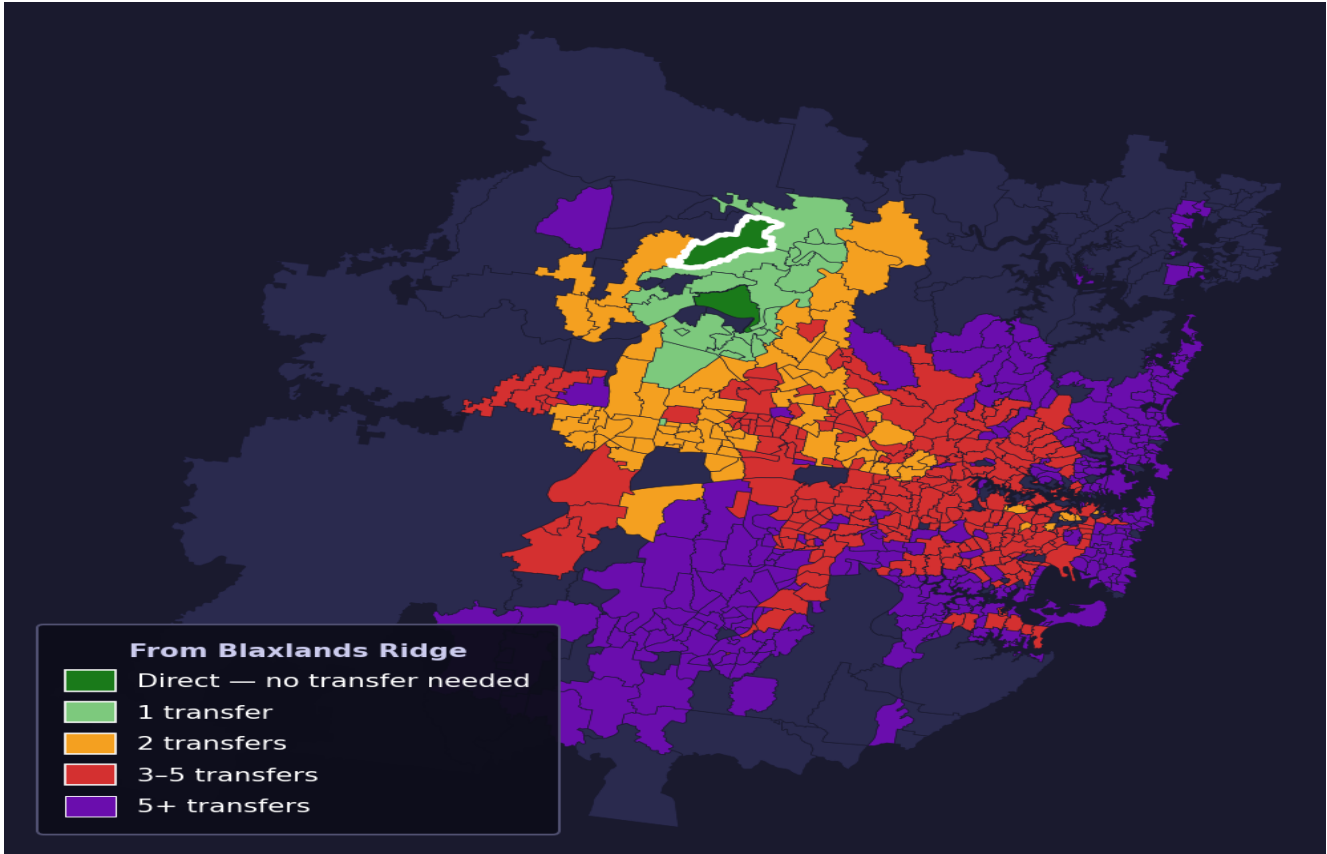 From Blaxlands Ridge
Direct — no transfer needed
1 transfer
2 transfers
3–5 transfers
5+ transfers